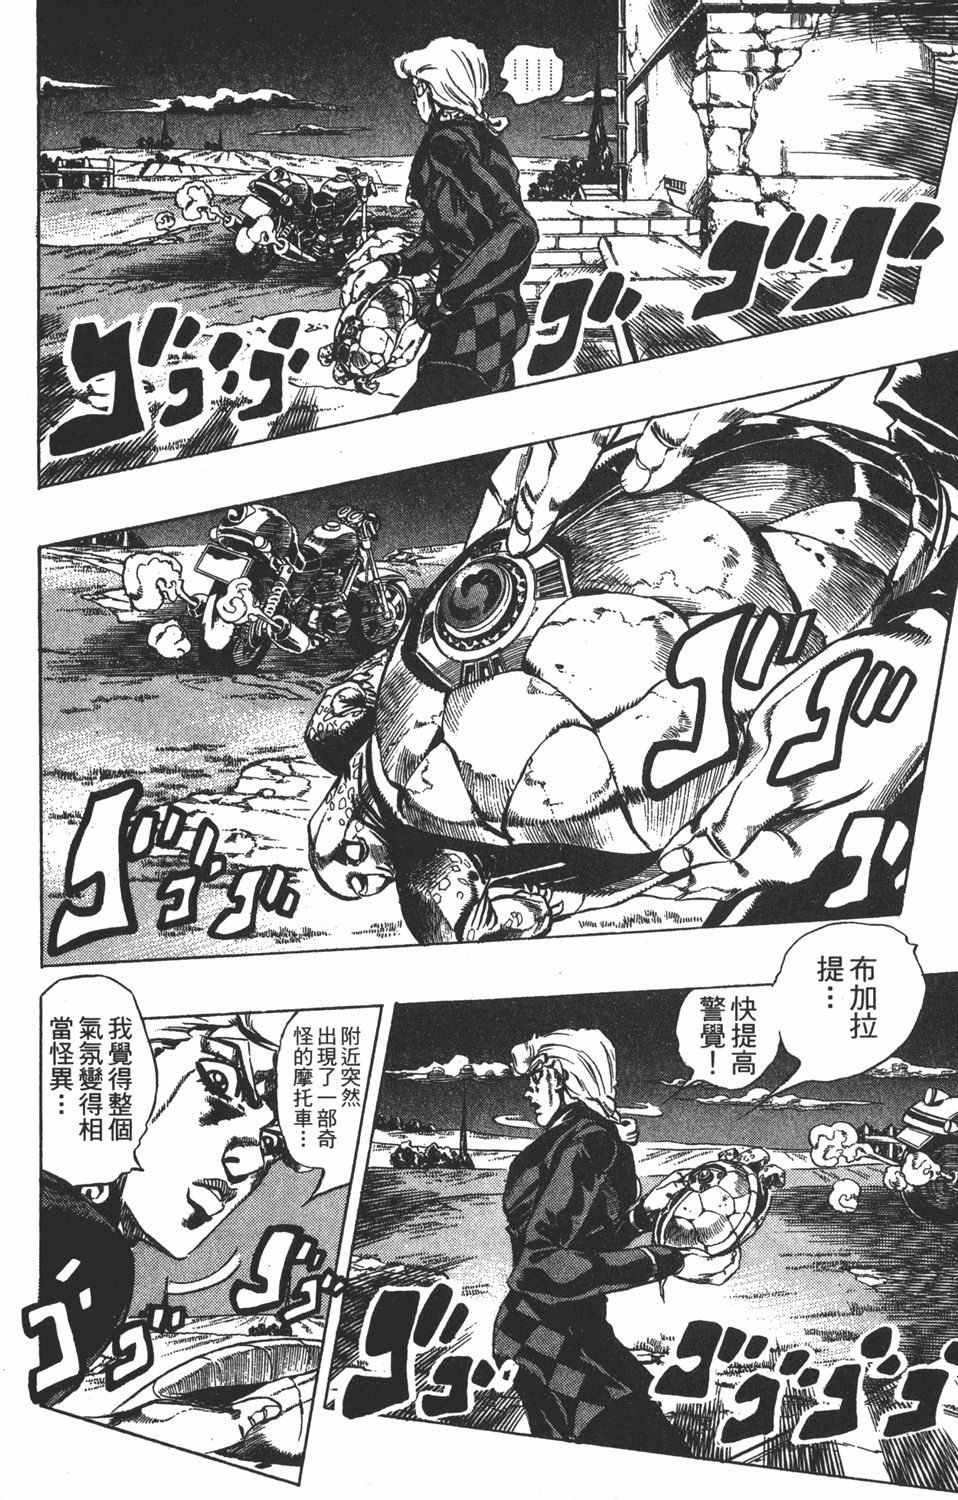 ………
ゴゴゴ
ゴ
ゴゴゴ
ゴゴ
ゴ
ゴゴゴ
布加拉
提…
快提高
警覺！
ゴゴゴゴ
ゴゴ
附近突然
出現了一部奇
怪的摩托車…
我覺得整個
氣氛變得相
當怪異…
ゴゴ
ゴゴ